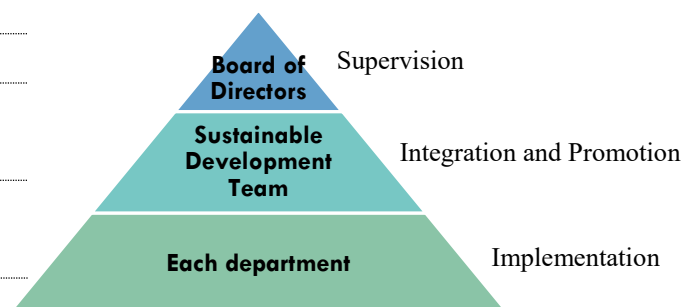 Board of
Directors
Supervision
Sustainable
Development
Team
Integration and Promotion
Each department
Implementation